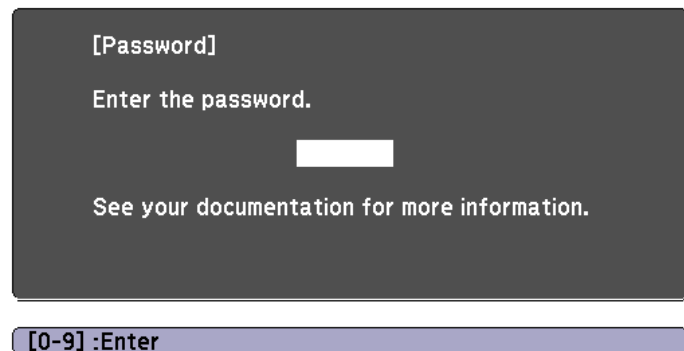 [Password]
Enter the password.
See your documentation for more information.
[0-9] :Enter